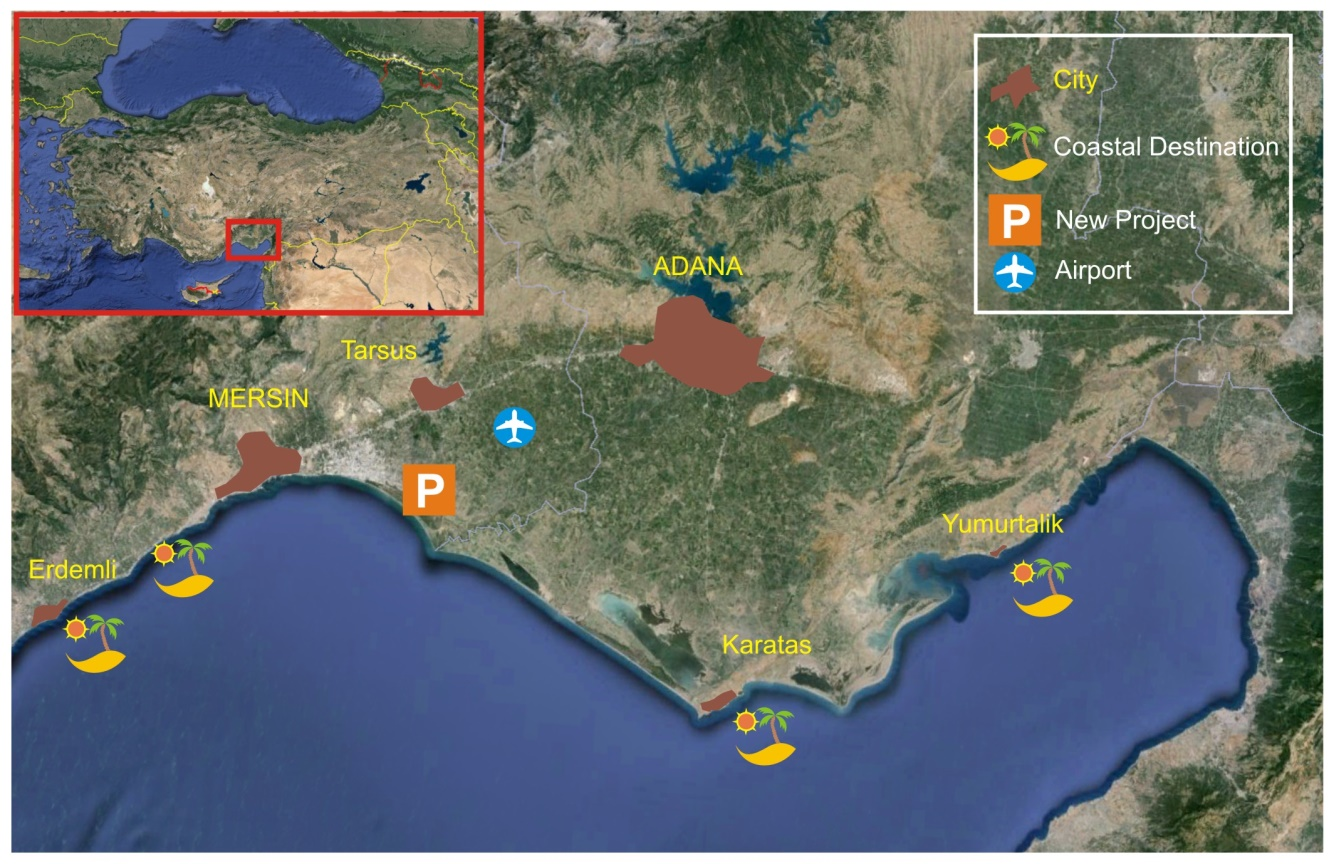 City
Coastal Destination
P
New Project
Airport
ADANA
Tarsus
MERSIN
P
Yumurtalik
Erdemli
Karatas